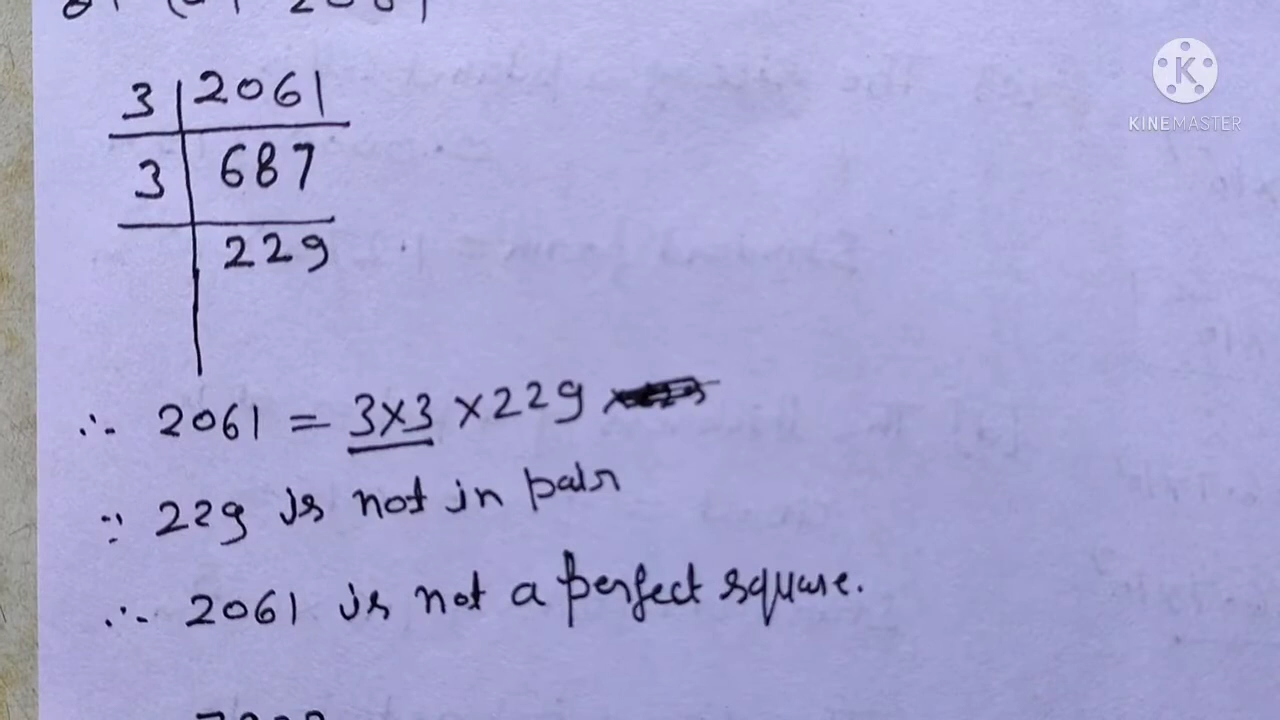 3 | 2061
3 | 687
229
∴ 2061 = 3×3 × 229
∵ 229 is not in pair
∴ 2061 is not a perfect square.
K
KINEMASTER